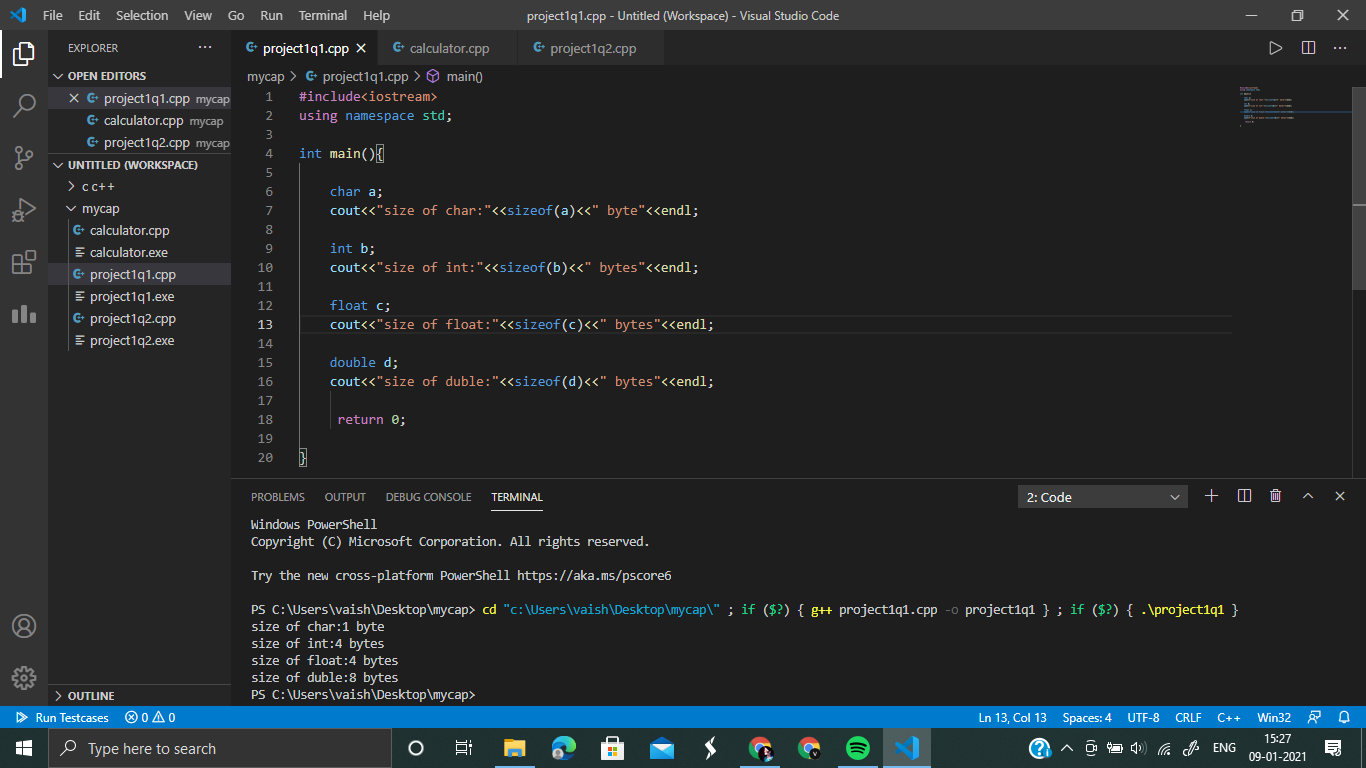 File Edit Selection View Go Run Terminal Help
project1q1.cpp - Untitled (Workspace) - Visual Studio Code
EXPLORER
OPEN EDITORS
project1q1.cpp mycap
calculator.cpp mycap
project1q2.cpp mycap
UNTITLED (WORKSPACE)
c c++
mycap
calculator.cpp
calculator.exe
project1q1.cpp
project1q1.exe
project1q2.cpp
project1q2.exe
OUTLINE
project1q1.cpp calculator.cpp project1q2.cpp
mycap > project1q1.cpp > main()
1 #include<iostream>
2 using namespace std;
3
4 int main(){
5
6 char a;
7 cout<<"size of char:"<<sizeof(a)<<" byte"<<endl;
8
9 int b;
10 cout<<"size of int:"<<sizeof(b)<<" bytes"<<endl;
11
12 float c;
13 cout<<"size of float:"<<sizeof(c)<<" bytes"<<endl;
14
15 double d;
16 cout<<"size of duble:"<<sizeof(d)<<" bytes"<<endl;
17
18 return 0;
19
20 }
PROBLEMS OUTPUT DEBUG CONSOLE TERMINAL
2: Code
Windows PowerShell
Copyright (C) Microsoft Corporation. All rights reserved.
Try the new cross-platform PowerShell https://aka.ms/pscore6
PS C:\Users\vaish\Desktop\mycap> cd "c:\Users\vaish\Desktop\mycap\" ; if ($?) { g++ project1q1.cpp -o project1q1 } ; if ($?) { .\project1q1 }
size of char:1 byte
size of int:4 bytes
size of float:4 bytes
size of duble:8 bytes
PS C:\Users\vaish\Desktop\mycap>
Run Testcases 0 0
Ln 13, Col 13 Spaces: 4 UTF-8 CRLF C++ Win32
Type here to search
ENG
15:27
09-01-2021